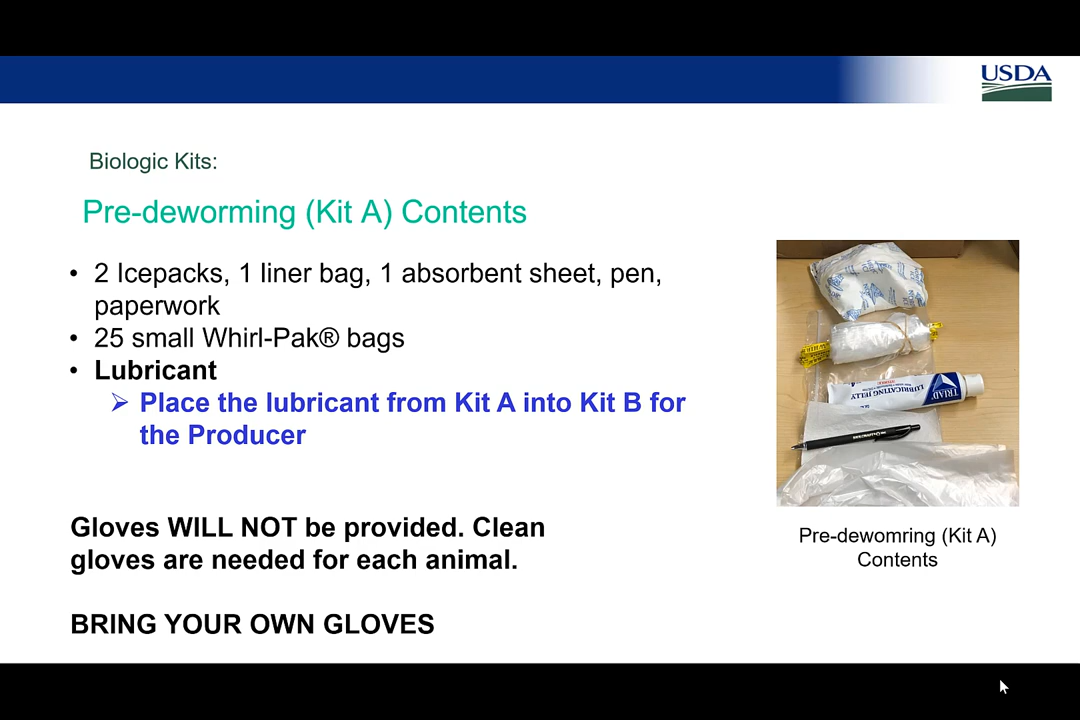 USDA
Biologic Kits:
Pre-deworming (Kit A) Contents
• 2 Icepacks, 1 liner bag, 1 absorbent sheet, pen,
paperwork
• 25 small Whirl-Pak® bags
• Lubricant
➢ Place the lubricant from Kit A into Kit B for
the Producer
Gloves WILL NOT be provided. Clean
gloves are needed for each animal.
BRING YOUR OWN GLOVES
TRIAD
LUBRICATING JELLY
Pre-dewomring (Kit A)
Contents